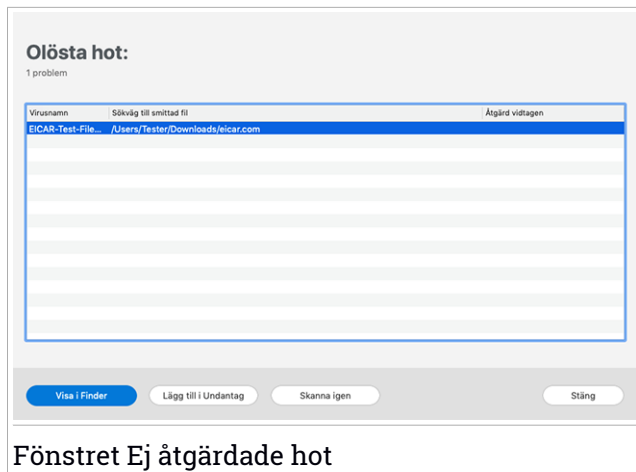 Olösta hot:
1 problem
Virusnamn Sökväg till smittad fil Åtgärd vidtagen
EICAR-Test-File... /Users/Tester/Downloads/eicar.com
Visa i Finder Lägg till i Undantag Skanna igen Stäng
Fönstret Ej åtgärdade hot